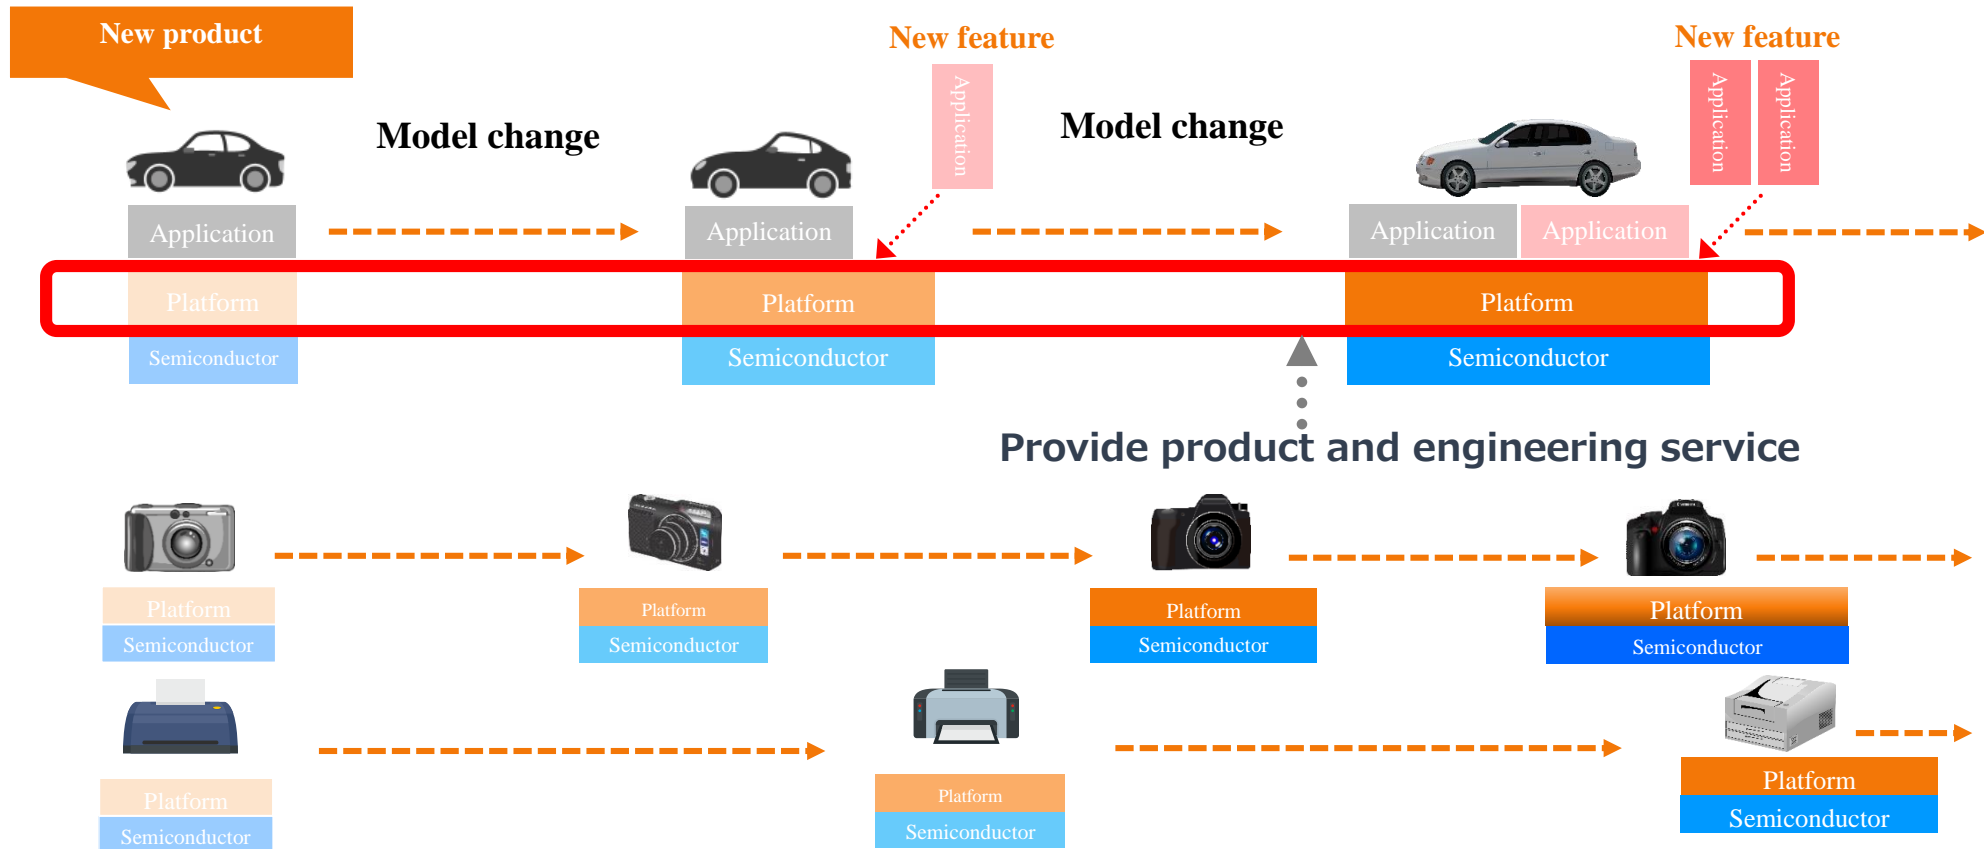 New product
New feature
New feature
Application
Application
Application
Model change
Model change
Application
Application
Application
Application
Platform
Platform
Platform
Semiconductor
Semiconductor
Semiconductor
Provide product and engineering service
Platform
Platform
Platform
Platform
Semiconductor
Semiconductor
Semiconductor
Semiconductor
Platform
Platform
Platform
Semiconductor
Semiconductor
Semiconductor